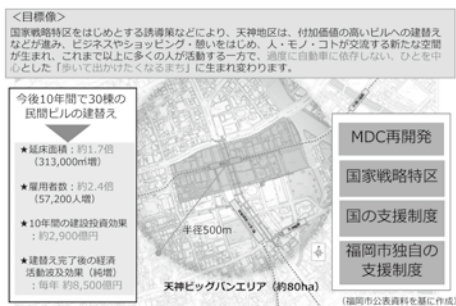 ＜目標像＞
国家戦略特区をはじめとする誘導策などにより、天神地区は、付加価値の高いビルへの建替え
などが進み、ビジネスやショッピング・憩いをはじめ、人・モノ・コトが交流する新たな空間
が生まれ、これまで以上に多くの人が活動する一方で、過度に自動車に依存しない、ひとを中
心とした「歩いて出かけたくなるまち」に生まれ変わります。
今後10年間で30棟の
民間ビルの建替え
★延床面積：約1.7倍
（313,000㎡増）
★雇用者数：約2.4倍
（57,200人増）
★10年間の建設投資効果
：約2,900億円
★建替え完了後の経済
活動波及効果（純増）
：毎年 約8,500億円
半径500m
天神ビッグバンエリア（約80ha）
MDC再開発
国家戦略特区
国の支援制度
福岡市独自の
支援制度
（福岡市公表資料を基に作成）